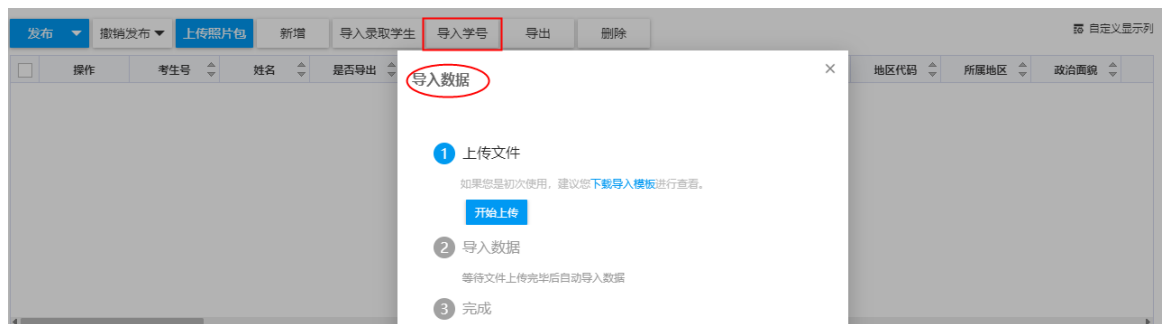 发布 撤销发布 上传照片包 新增 导入录取学生 导入学号 导出 删除 自定义显示列
操作 考生号 姓名 是否导出 地区代码 所属地区 政治面貌
导入数据
1 上传文件
如果您是初次使用，建议您下载导入模板进行查看。
开始上传
2 导入数据
等待文件上传完毕后自动导入数据
3 完成